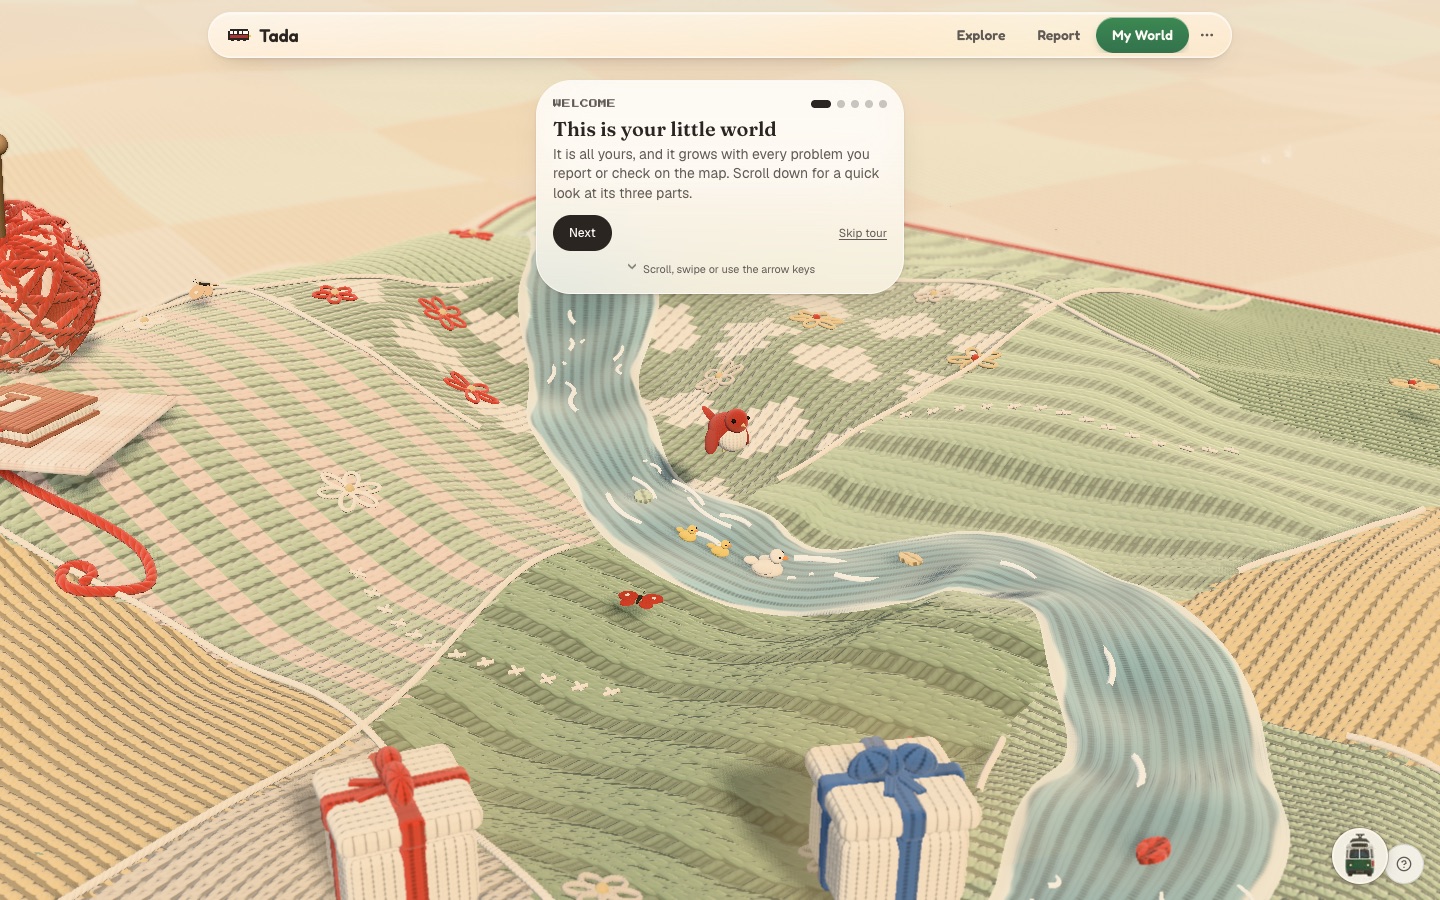 Tada
Explore
Report
My World
WELCOME
This is your little world
It is all yours, and it grows with every problem you
report or check on the map. Scroll down for a quick
look at its three parts.
Next
Skip tour
Scroll, swipe or use the arrow keys